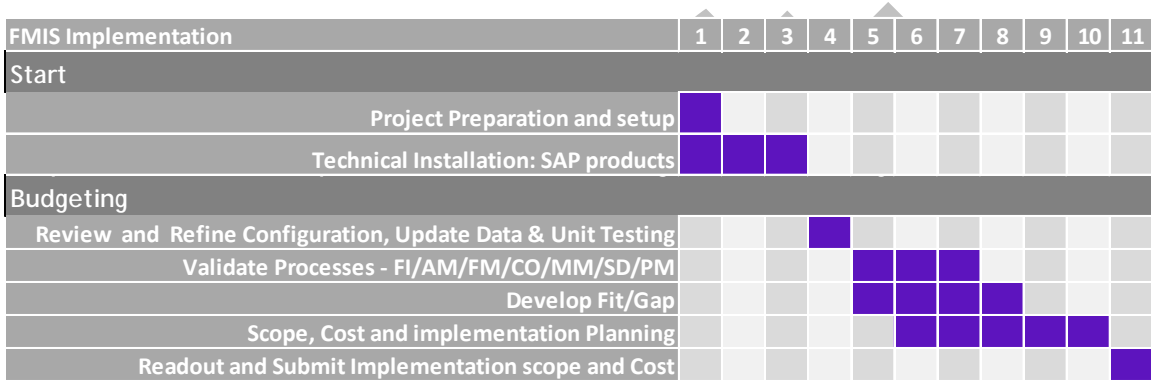 FMIS Implementation 1 2 3 4 5 6 7 8 9 10 11
Start
Project Preparation and setup
Technical Installation: SAP products
Budgeting
Review and Refine Configuration, Update Data & Unit Testing
Validate Processes - FI/AM/FM/CO/MM/SD/PM
Develop Fit/Gap
Scope, Cost and implementation Planning
Readout and Submit Implementation scope and Cost